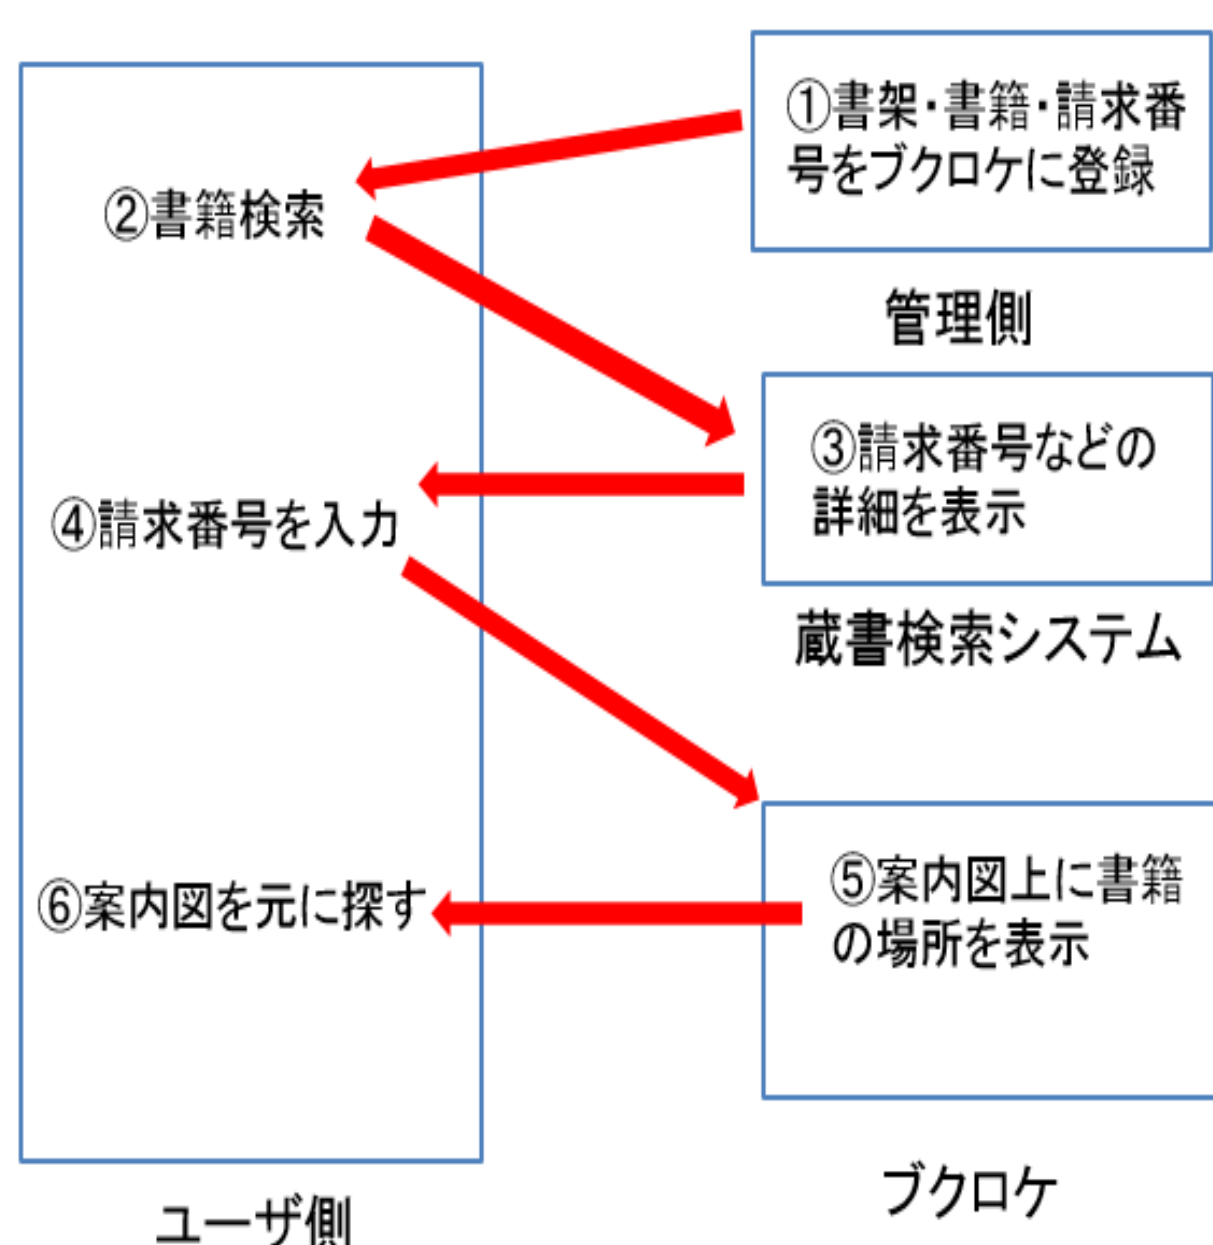 ①書架・書籍・請求番
号をブクロケに登録
管理側
②書籍検索
③請求番号などの
詳細を表示
蔵書検索システム
④請求番号を入力
⑤案内図上に書籍
の場所を表示
ブクロケ
⑥案内図を元に探す
ユーザ側